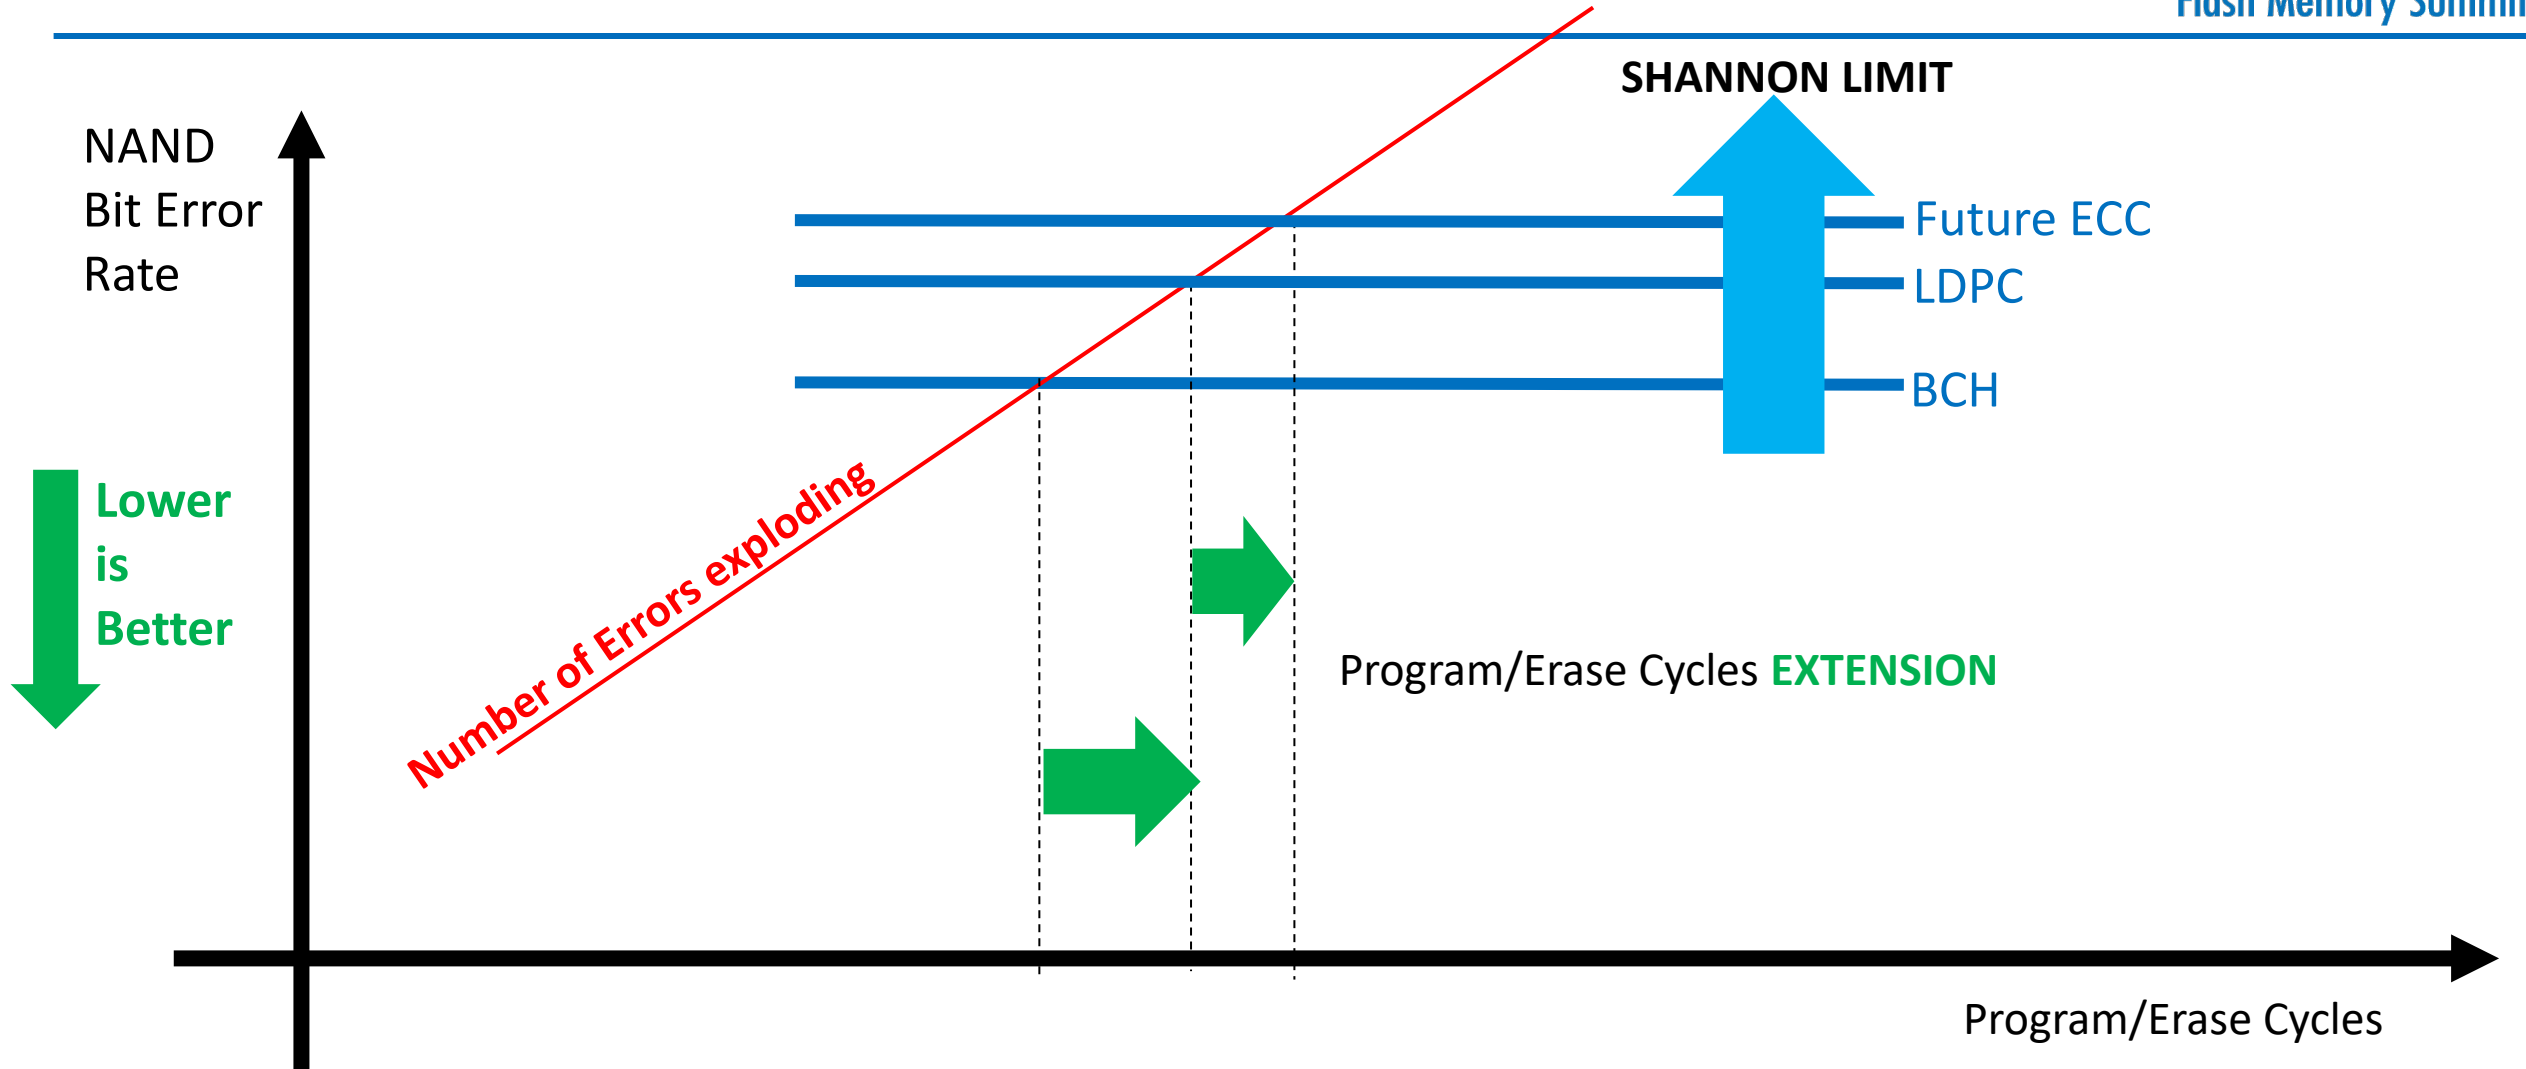 Flash Memory Summit
SHANNON LIMIT
NAND
Bit Error
Rate
Future ECC
LDPC
BCH
Lower
is
Better
Number of Errors exploding
Program/Erase Cycles EXTENSION
Program/Erase Cycles